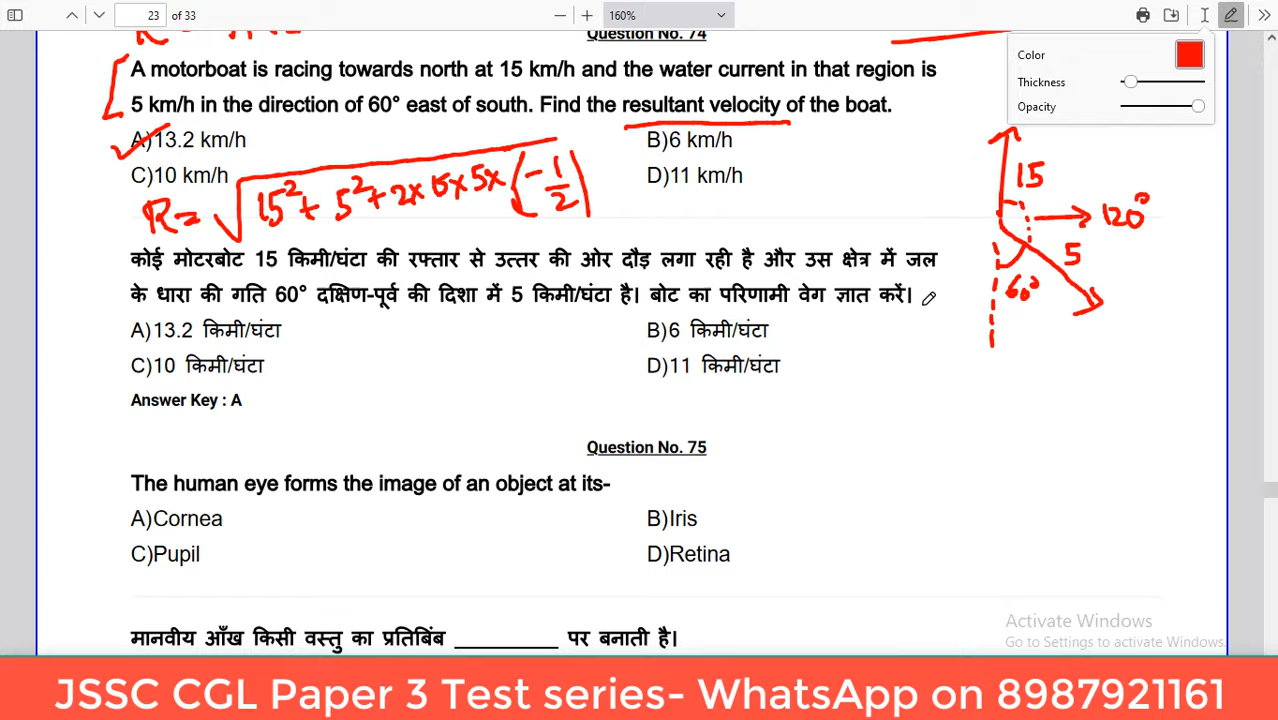 23 of 33
160%
Color
Thickness
Opacity
Question No. 74
A motorboat is racing towards north at 15 km/h and the water current in that region is
5 km/h in the direction of 60° east of south. Find the resultant velocity of the boat.
A)13.2 km/h B)6 km/h
C)10 km/h D)11 km/h
R= √15²+ 5²+2× 15×5×(-1/2)
15
120°
5
60°
कोई मोटरबोट 15 किमी/घंटा की रफ्तार से उत्तर की ओर दौड़ लगा रही है और उस क्षेत्र में जल
के धारा की गति 60° दक्षिण-पूर्व की दिशा में 5 किमी/घंटा है। बोट का परिणामी वेग ज्ञात करें।
A)13.2 किमी/घंटा B)6 किमी/घंटा
C)10 किमी/घंटा D)11 किमी/घंटा
Answer Key : A
Question No. 75
The human eye forms the image of an object at its-
A)Cornea B)Iris
C)Pupil D)Retina
मानवीय आँख किसी वस्तु का प्रतिबिंब __________ पर बनाती है।
Activate Windows
Go to Settings to activate Windows.
JSSC CGL Paper 3 Test series- WhatsApp on 8987921161